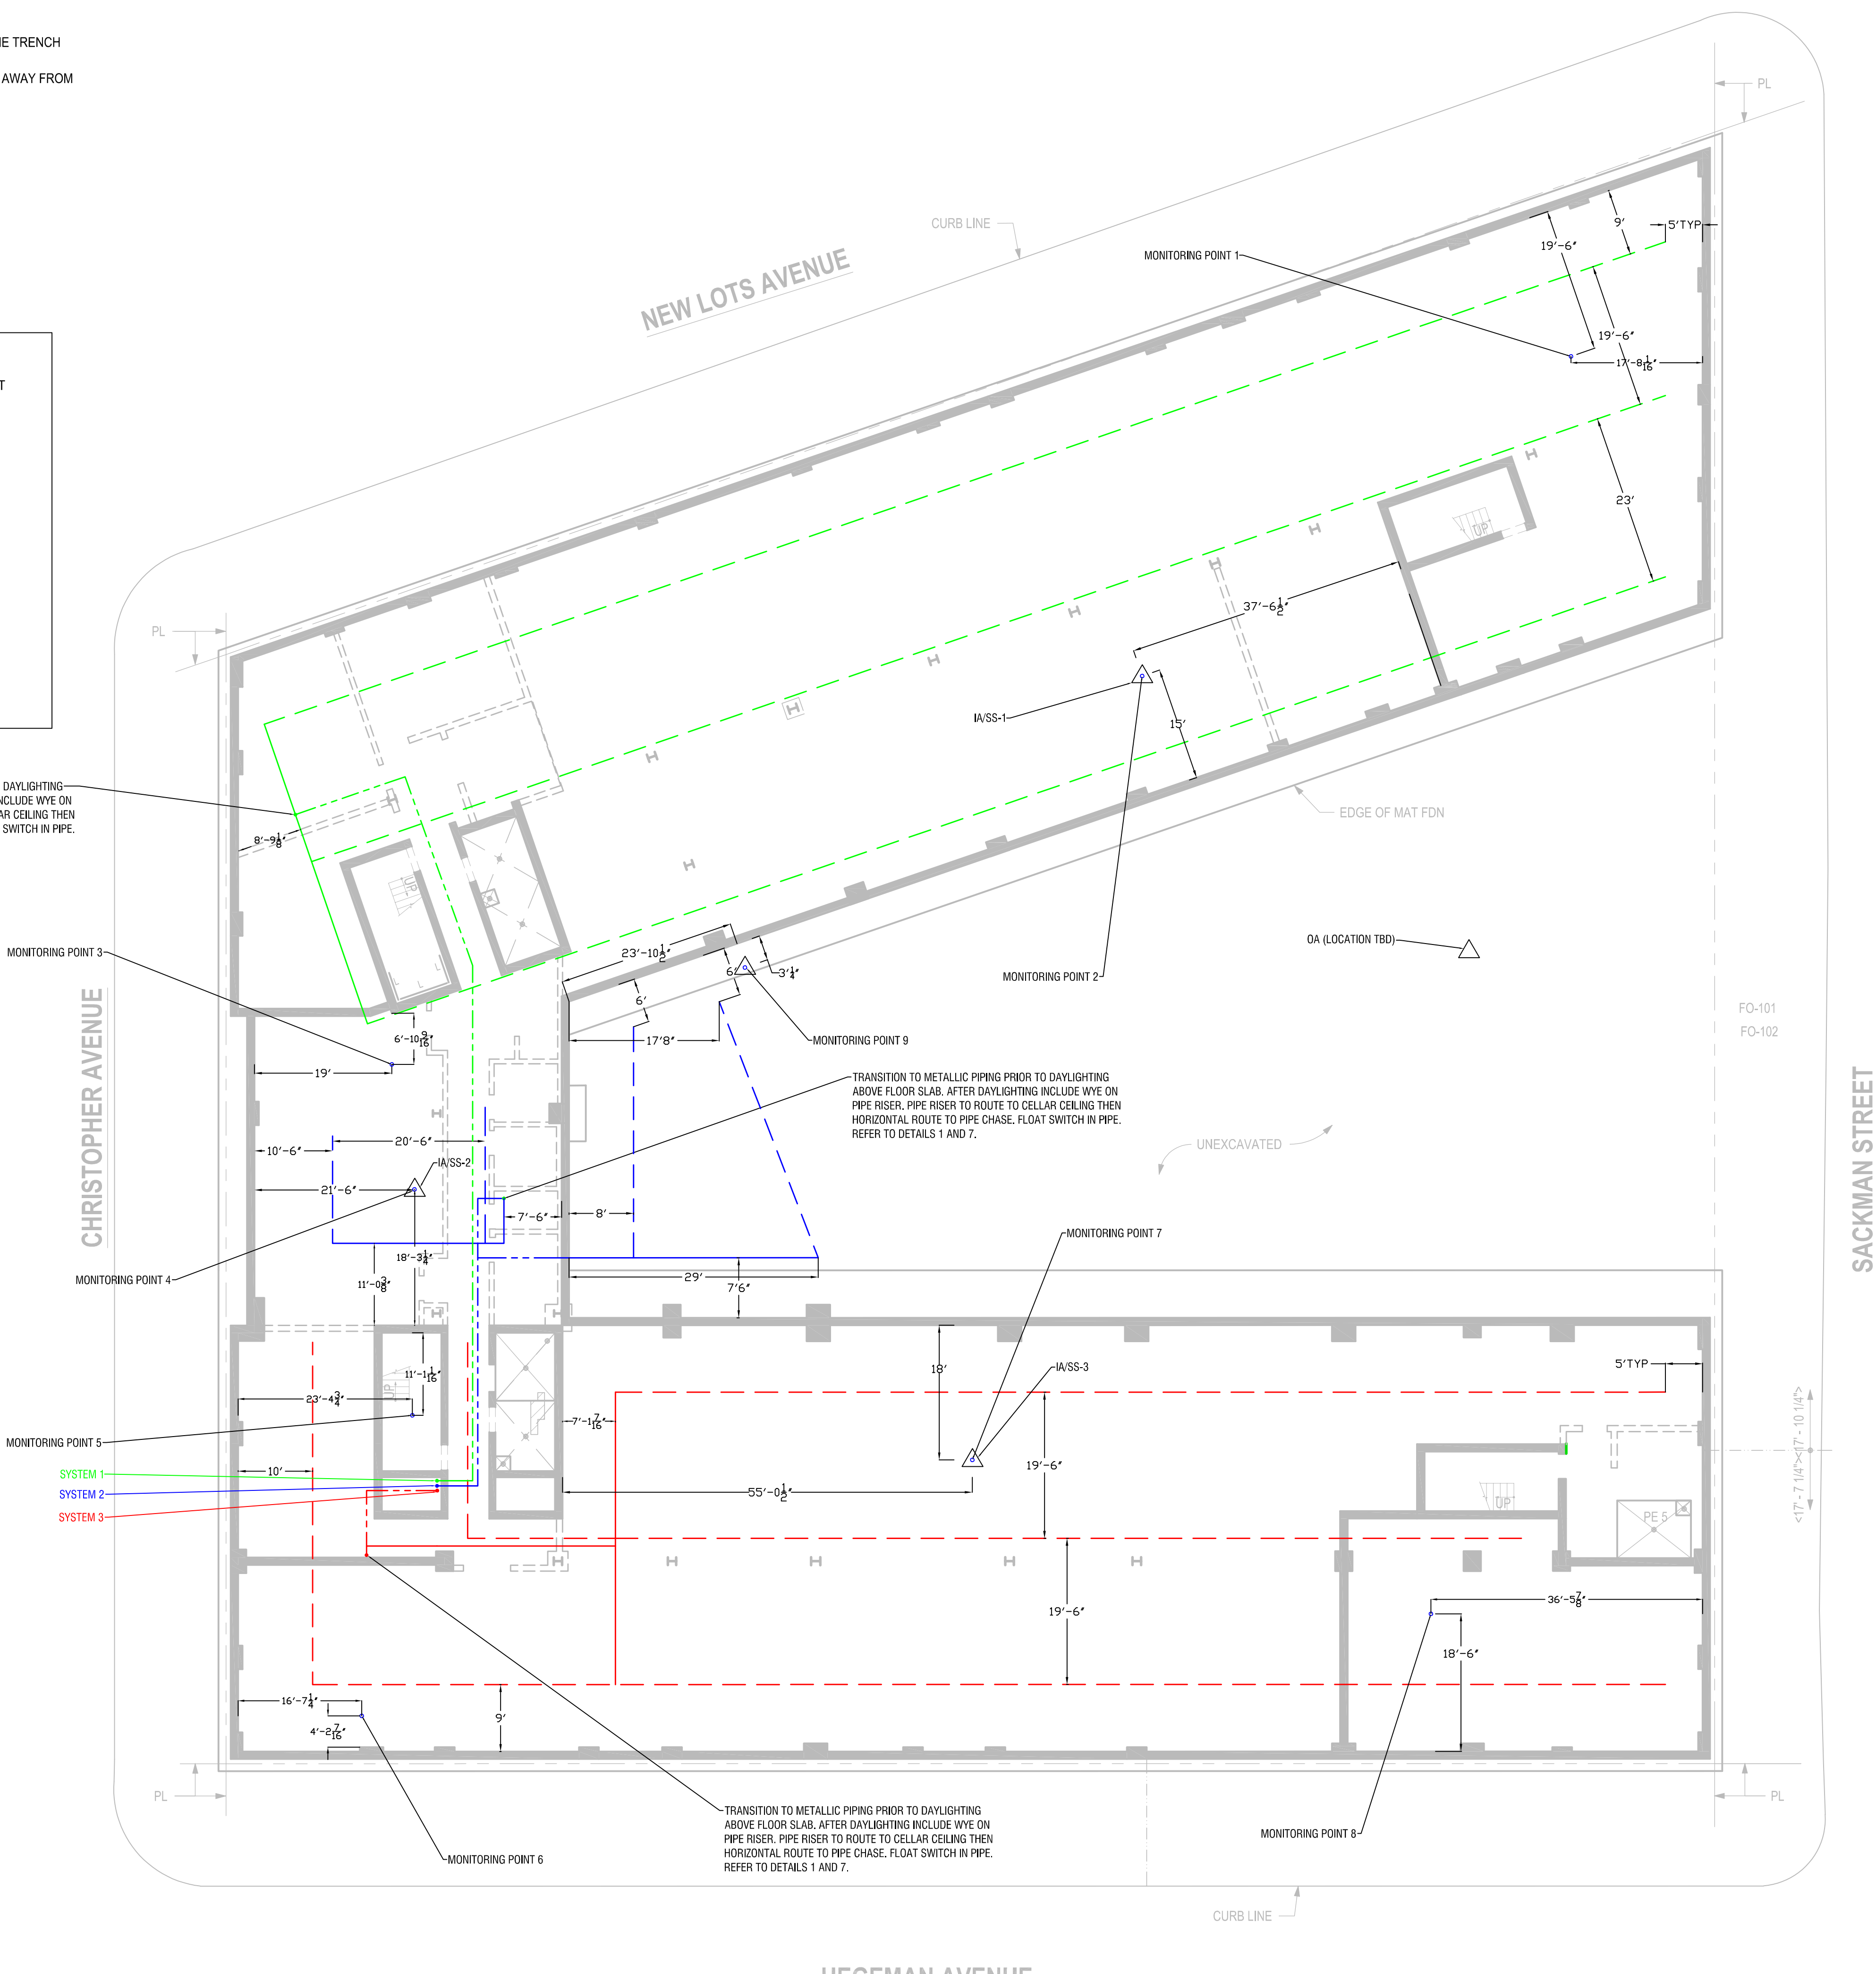 E TRENCH
AWAY FROM
T
DAYLIGHTING
NCLUDE WYE ON
AR CEILING THEN
SWITCH IN PIPE.
CURB LINE
NEW LOTS AVENUE
PL
9'
5'TYP
19'-6"
MONITORING POINT 1
19'-6"
17'-8 1/16"
23'
UP
37'-6 1/2"
IA/SS-1
15'
PL
EDGE OF MAT FDN
8'-9 1/8"
UP
MONITORING POINT 3
23'-10 1/2"
6'
3' 1/4"
6'
MONITORING POINT 2
OA (LOCATION TBD)
CHRISTOPHER AVENUE
FO-101
FO-102
6'-10 9/16"
17'8"
MONITORING POINT 9
19'
TRANSITION TO METALLIC PIPING PRIOR TO DAYLIGHTING
ABOVE FLOOR SLAB. AFTER DAYLIGHTING INCLUDE WYE ON
PIPE RISER. PIPE RISER TO ROUTE TO CELLAR CEILING THEN
HORIZONTAL ROUTE TO PIPE CHASE. FLOAT SWITCH IN PIPE.
REFER TO DETAILS 1 AND 7.
SACKMAN STREET
20'-6"
10'-6"
IA/SS-2
UNEXCAVATED
21'-6"
7'-6"
8'
MONITORING POINT 7
18'-3 1/4"
MONITORING POINT 4
11'-0 3/8"
29'
7'6"
18'
IA/SS-3
5'TYP
11'-1 1/16"
UP
23'-4 3/4"
7'-1 7/16"
<17' - 7 1/4"><17' - 10 1/4">
MONITORING POINT 5
10'
19'-6"
SYSTEM 1
SYSTEM 2
SYSTEM 3
55'-0 1/2"
UP
PE 5
36'-5 7/8"
19'-6"
18'-6"
16'-7 1/4"
4'-2 7/16"
9'
PL
PL
TRANSITION TO METALLIC PIPING PRIOR TO DAYLIGHTING
ABOVE FLOOR SLAB. AFTER DAYLIGHTING INCLUDE WYE ON
PIPE RISER. PIPE RISER TO ROUTE TO CELLAR CEILING THEN
HORIZONTAL ROUTE TO PIPE CHASE. FLOAT SWITCH IN PIPE.
REFER TO DETAILS 1 AND 7.
MONITORING POINT 8
MONITORING POINT 6
CURB LINE
HEGEMAN AVENUE